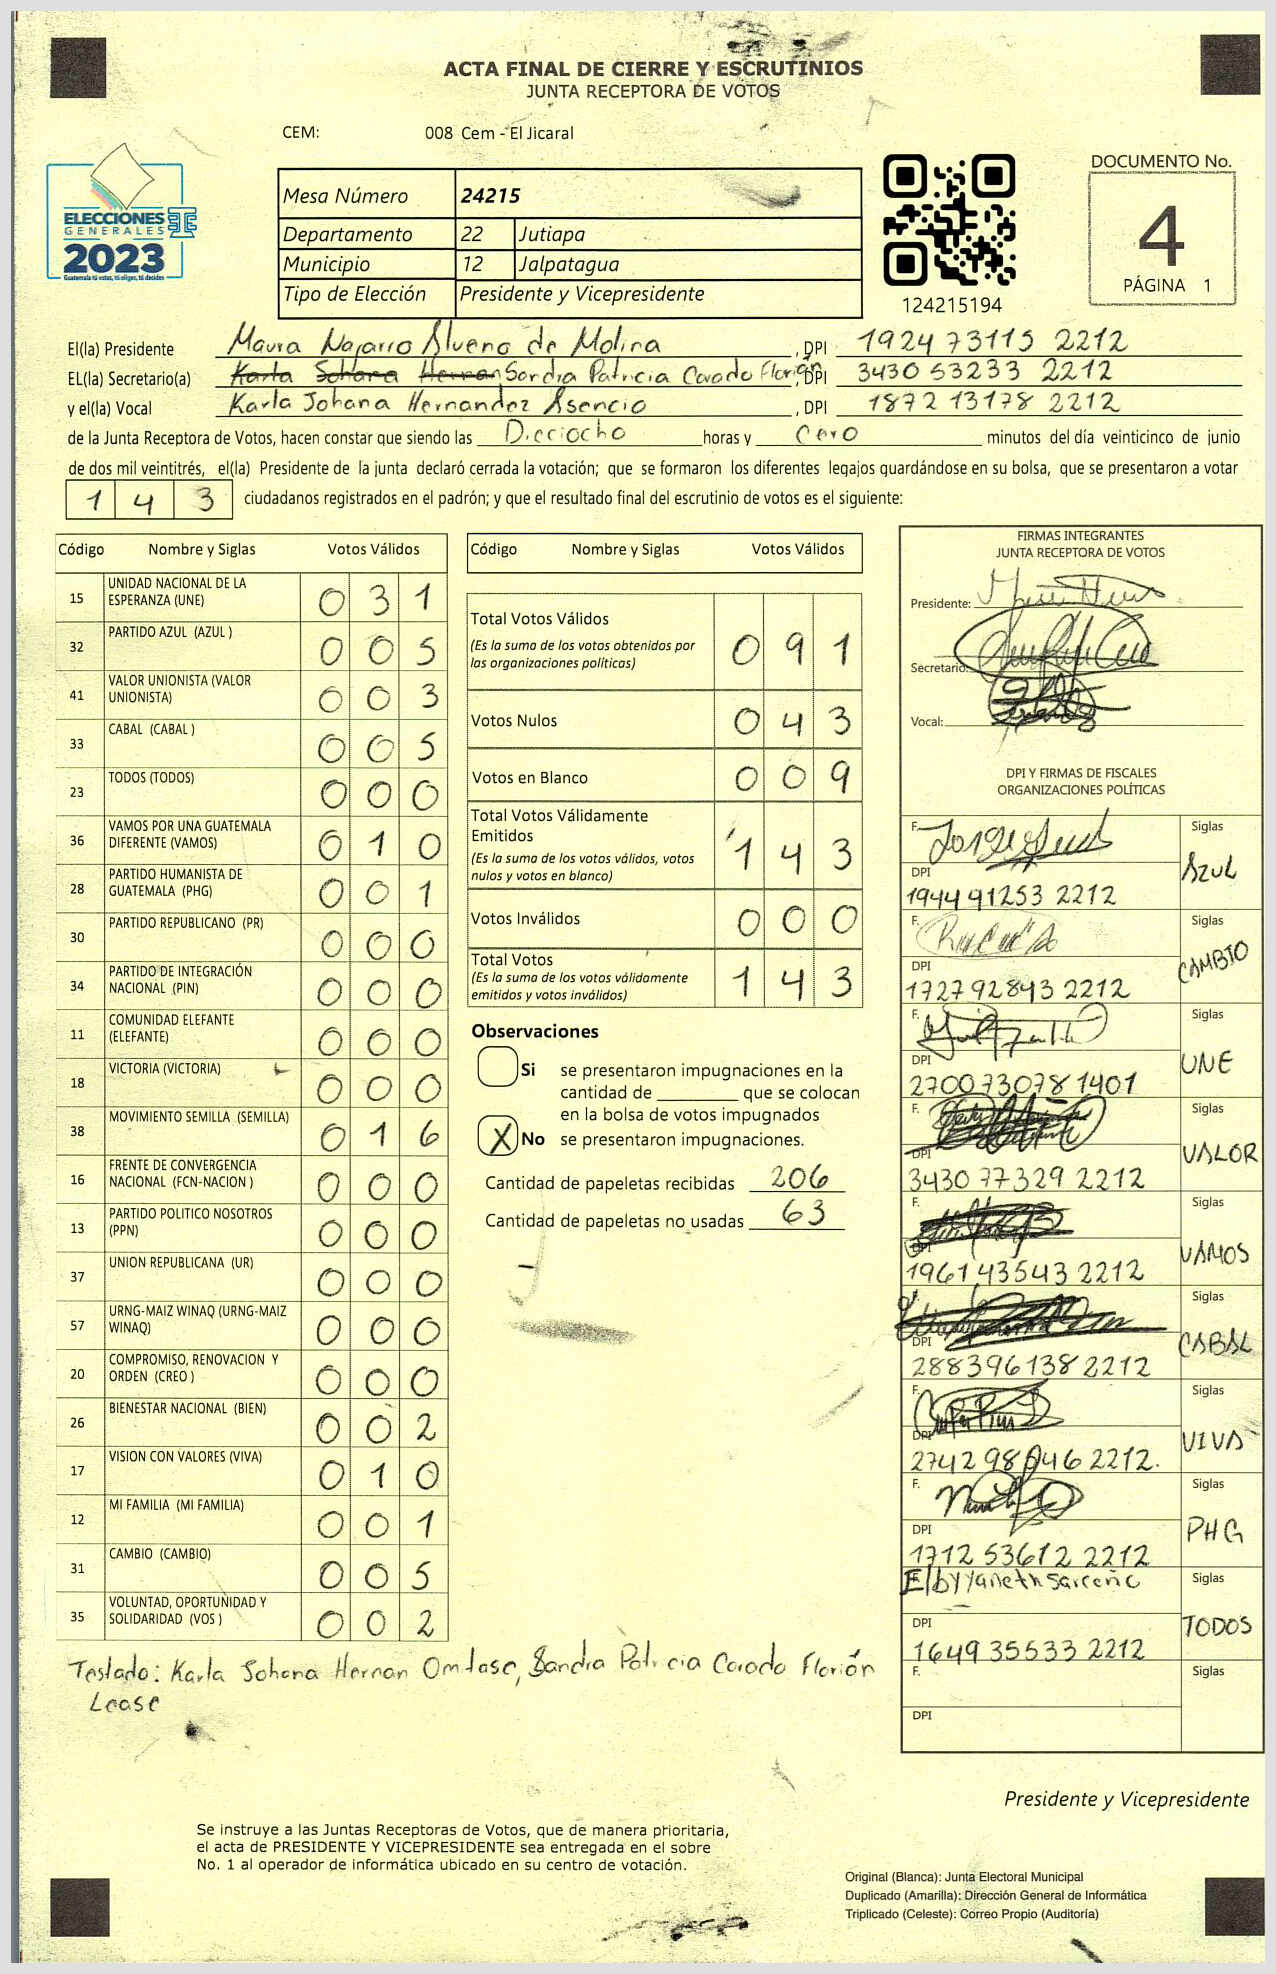 ACTA FINAL DE CIERRE Y ESCRUTINIOS
JUNTA RECEPTORA DE VOTOS
CEM: 008 Cem - El Jicaral
ELECCIONES
GENERALES
2023
Guatemala tú votas, tú eliges, tú decides
Mesa Número 24215
Departamento 22 Jutiapa
Municipio 12 Jalpatagua
Tipo de Elección Presidente y Vicepresidente
124215194
DOCUMENTO No.
4
PÁGINA 1
El(la) Presidente Maura Najarro de Molina , DPI 1924 73115 2212
EL(la) Secretario(a) Karla Johana Hernan Sandra Patricia Corado Florián , DPI 3430 53233 2212
y el(la) Vocal Karla Johana Hernandez Asencio , DPI 1872 13178 2212
de la Junta Receptora de Votos, hacen constar que siendo las Dieciocho horas y cero minutos del día veinticinco de junio
de dos mil veintitrés, el(la) Presidente de la junta declaró cerrada la votación; que se formaron los diferentes legajos guardándose en su bolsa, que se presentaron a votar
1 4 3 ciudadanos registrados en el padrón; y que el resultado final del escrutinio de votos es el siguiente:
Código Nombre y Siglas Votos Válidos
15 UNIDAD NACIONAL DE LA ESPERANZA (UNE) 0 3 1
32 PARTIDO AZUL (AZUL ) 0 0 5
41 VALOR UNIONISTA (VALOR UNIONISTA) 0 0 3
33 CABAL (CABAL ) 0 0 5
23 TODOS (TODOS) 0 0 0
36 VAMOS POR UNA GUATEMALA DIFERENTE (VAMOS) 0 1 0
28 PARTIDO HUMANISTA DE GUATEMALA (PHG) 0 0 1
30 PARTIDO REPUBLICANO (PR) 0 0 0
34 PARTIDO DE INTEGRACIÓN NACIONAL (PIN) 0 0 0
11 COMUNIDAD ELEFANTE (ELEFANTE) 0 0 0
18 VICTORIA (VICTORIA) 0 0 0
38 MOVIMIENTO SEMILLA (SEMILLA) 0 1 6
16 FRENTE DE CONVERGENCIA NACIONAL (FCN-NACION ) 0 0 0
13 PARTIDO POLITICO NOSOTROS (PPN) 0 0 0
37 UNION REPUBLICANA (UR) 0 0 0
57 URNG-MAIZ WINAQ (URNG-MAIZ WINAQ) 0 0 0
20 COMPROMISO, RENOVACION Y ORDEN (CREO ) 0 0 0
26 BIENESTAR NACIONAL (BIEN) 0 0 2
17 VISION CON VALORES (VIVA) 0 1 0
12 MI FAMILIA (MI FAMILIA) 0 0 1
31 CAMBIO (CAMBIO) 0 0 5
35 VOLUNTAD, OPORTUNIDAD Y SOLIDARIDAD (VOS ) 0 0 2
Código Nombre y Siglas Votos Válidos
Total Votos Válidos 0 9 1
(Es la suma de los votos obtenidos por
las organizaciones políticas)
Votos Nulos 0 4 3
Votos en Blanco 0 0 9
Total Votos Válidamente
Emitidos 1 4 3
(Es la suma de los votos válidos, votos
nulos y votos en blanco)
Votos Inválidos 0 0 0
Total Votos 1 4 3
(Es la suma de los votos válidamente
emitidos y votos inválidos)
Observaciones
Si se presentaron impugnaciones en la
cantidad de ________ que se colocan
en la bolsa de votos impugnados
X No se presentaron impugnaciones.
Cantidad de papeletas recibidas 206
Cantidad de papeletas no usadas 63
FIRMAS INTEGRANTES
JUNTA RECEPTORA DE VOTOS
Presidente:
Secretario:
Vocal:
DPI Y FIRMAS DE FISCALES
ORGANIZACIONES POLÍTICAS
F. Siglas
AZUL
DPI
1944 91253 2212
F. Siglas
CAMBIO
DPI
1727 92843 2212
F. Siglas
UNE
DPI
2700 73078 1401
F. Siglas
VALOR
DPI
3430 77329 2212
F. Siglas
VAMOS
DPI
1961 43543 2212
F. Siglas
CABAL
DPI
2883 96138 2212
F. Siglas
VIVA
DPI
2742 98046 2212.
F. Siglas
PHG
DPI
1712 53612 2212
F. Elby Yaneth Sarceño Siglas
TODOS
DPI
1649 35533 2212
F. Siglas
DPI
Testado: Karla Johana Hernan Omitase, Sandra Patricia Corado Florión
Lease
Presidente y Vicepresidente
Se instruye a las Juntas Receptoras de Votos, que de manera prioritaria,
el acta de PRESIDENTE Y VICEPRESIDENTE sea entregada en el sobre
No. 1 al operador de informática ubicado en su centro de votación.
Original (Blanca): Junta Electoral Municipal
Duplicado (Amarilla): Dirección General de Informática
Triplicado (Celeste): Correo Propio (Auditoría)